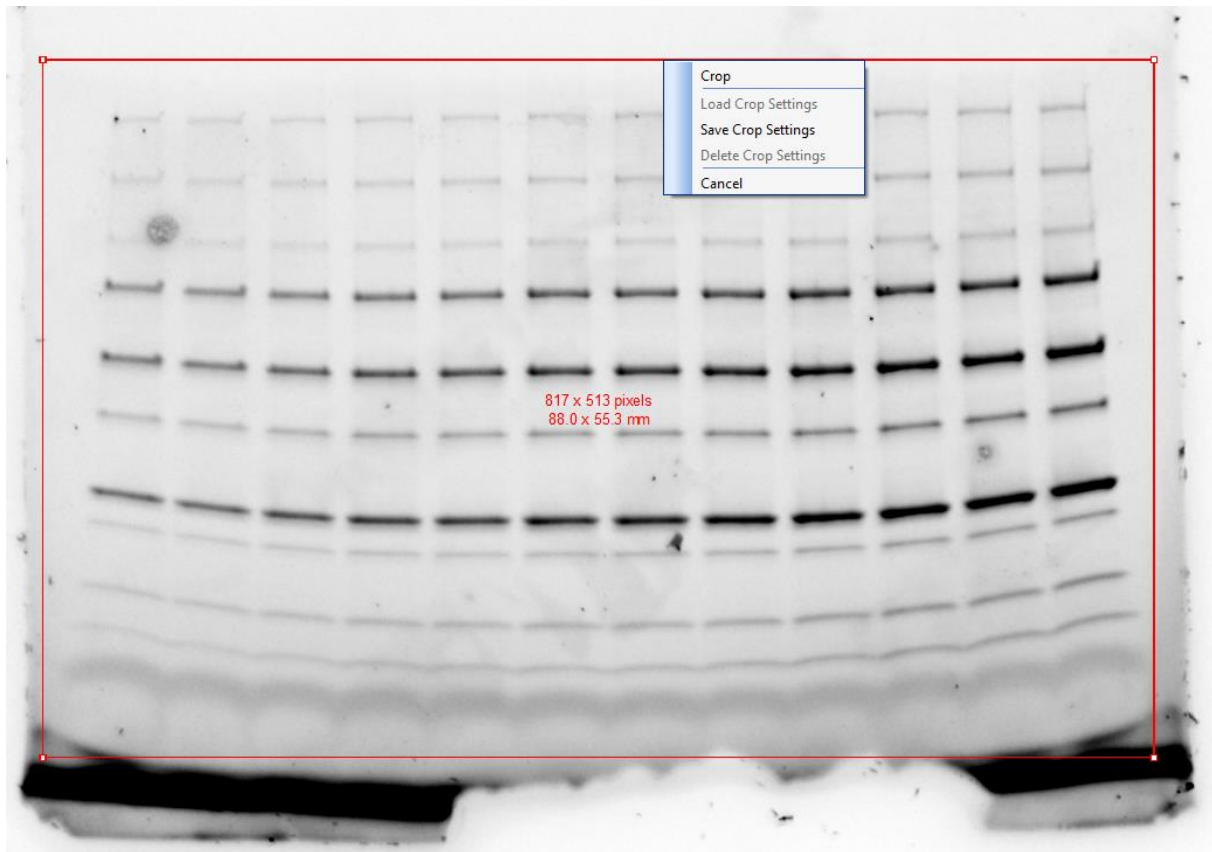 Crop
Load Crop Settings
Save Crop Settings
Delete Crop Settings
Cancel
817 x 513 pixels
88.0 x 55.3 mm